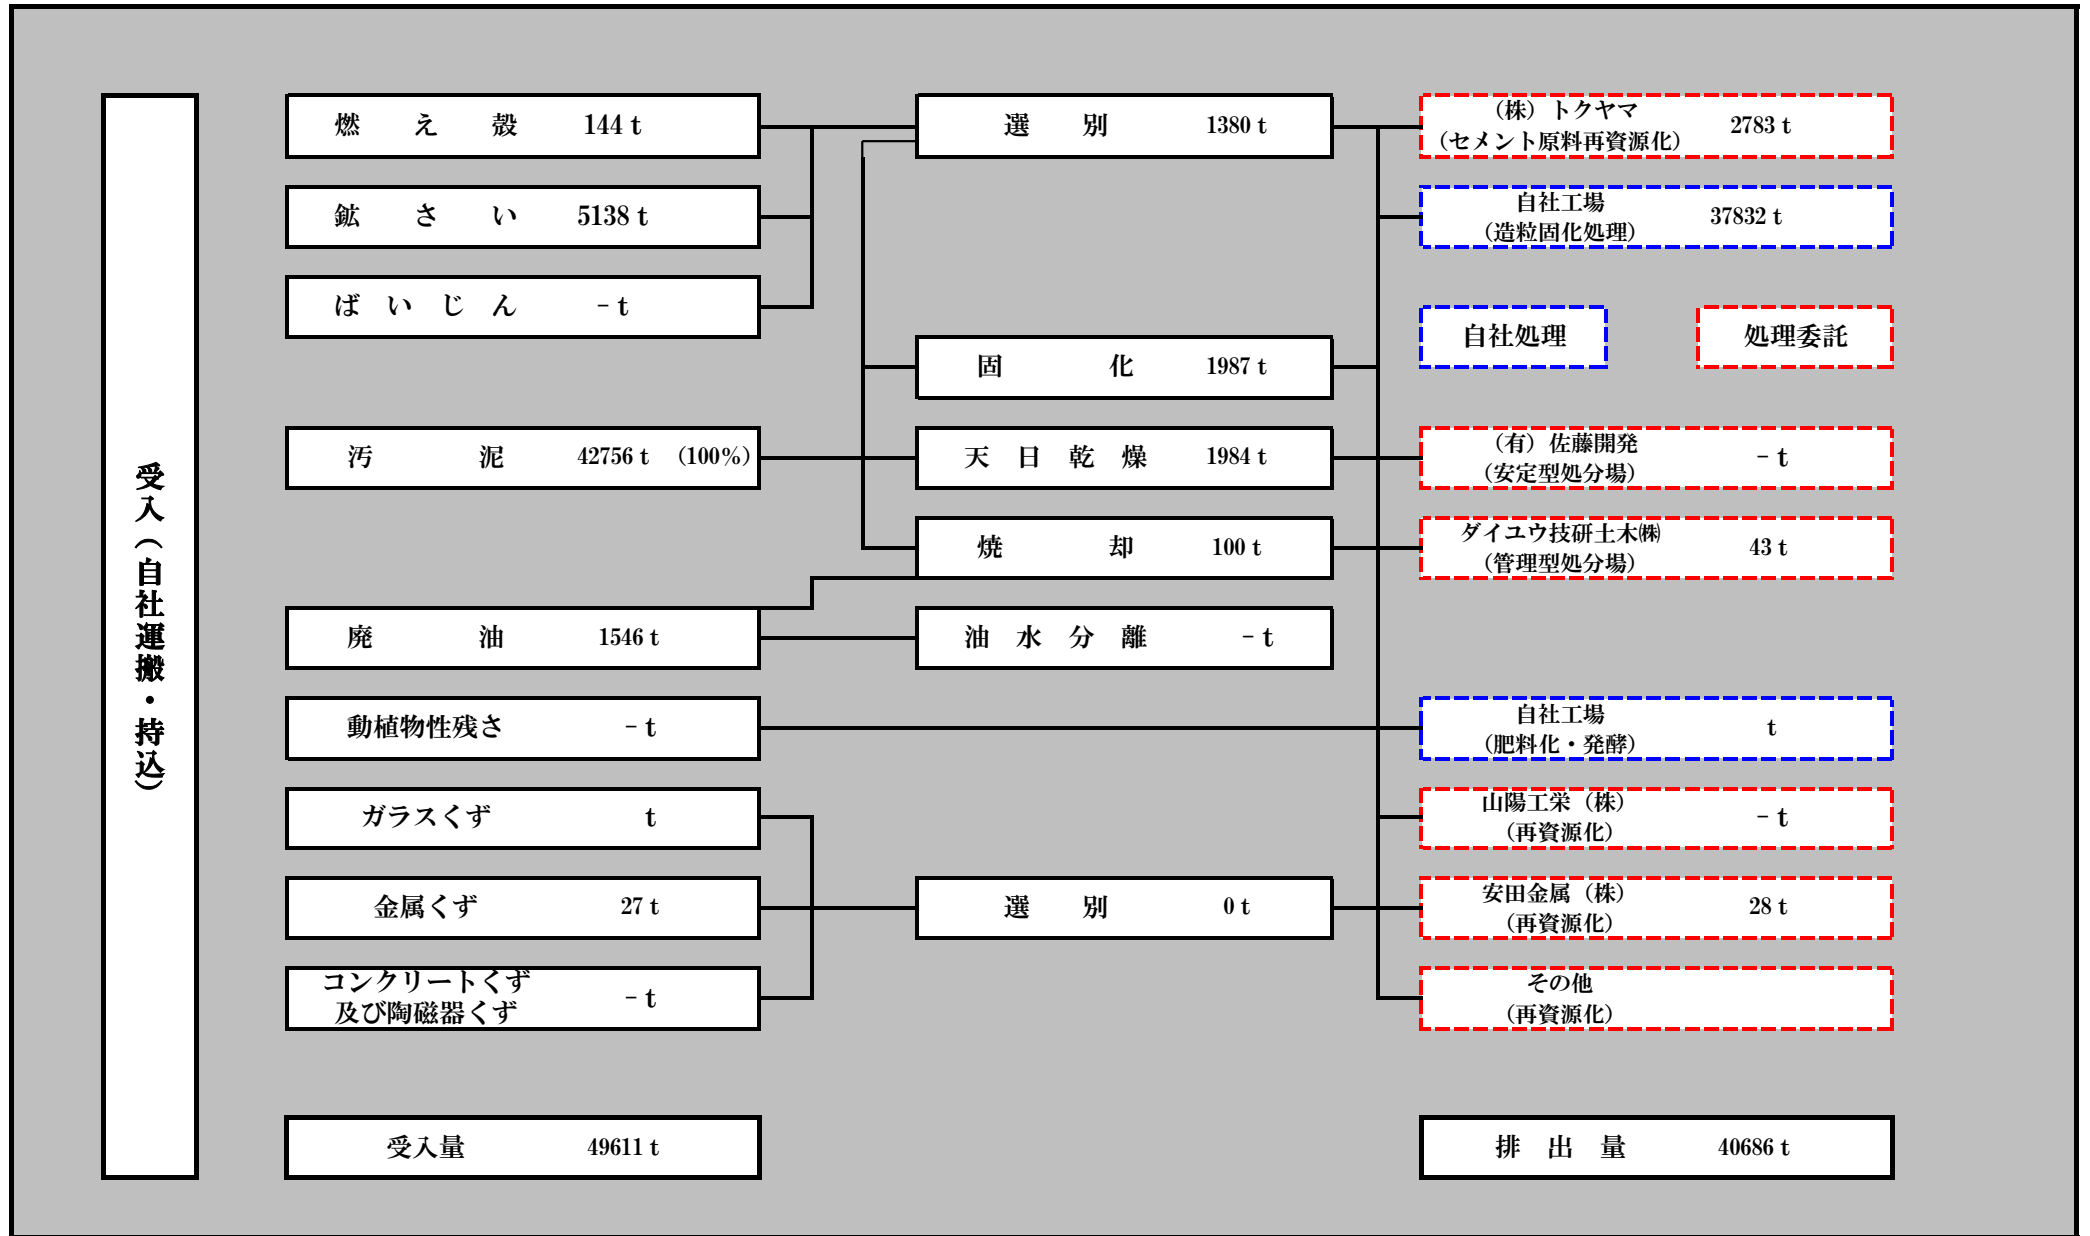 受入（自社運搬・持込）
燃え殻 144 t
鉱さい 5138 t
ばいじん － t
汚泥 42756 t （100％）
廃油 1546 t
動植物性残さ － t
ガラスくず t
金属くず 27 t
コンクリートくず
及び陶磁器くず － t
受入量 49611 t
選別 1380 t
固化 1987 t
天日乾燥 1984 t
焼却 100 t
油水分離 － t
選別 0 t
（株）トクヤマ
（セメント原料再資源化） 2783 t
自社工場
（造粒固化処理） 37832 t
自社処理 処理委託
（有）佐藤開発
（安定型処分場） － t
ダイユウ技研土木㈱
（管理型処分場） 43 t
自社工場
（肥料化・発酵） t
山陽工栄（株）
（再資源化） － t
安田金属（株）
（再資源化） 28 t
その他
（再資源化）
排出量 40686 t